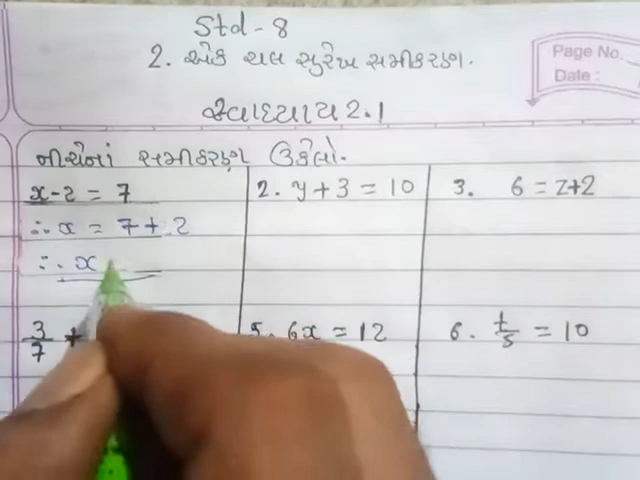 Std - 8
Page No.
Date :
2. એક ચલ સુરેખ સમીકરણ.
સ્વાધ્યાય 2.1
નીચેનાં સમીકરણ ઉકેલો.
x - 2 = 7
∴ x = 7 + 2
∴ x
2. y + 3 = 10
3. 6 = z + 2
3/7 +
5. 6x = 12
6. t/5 = 10